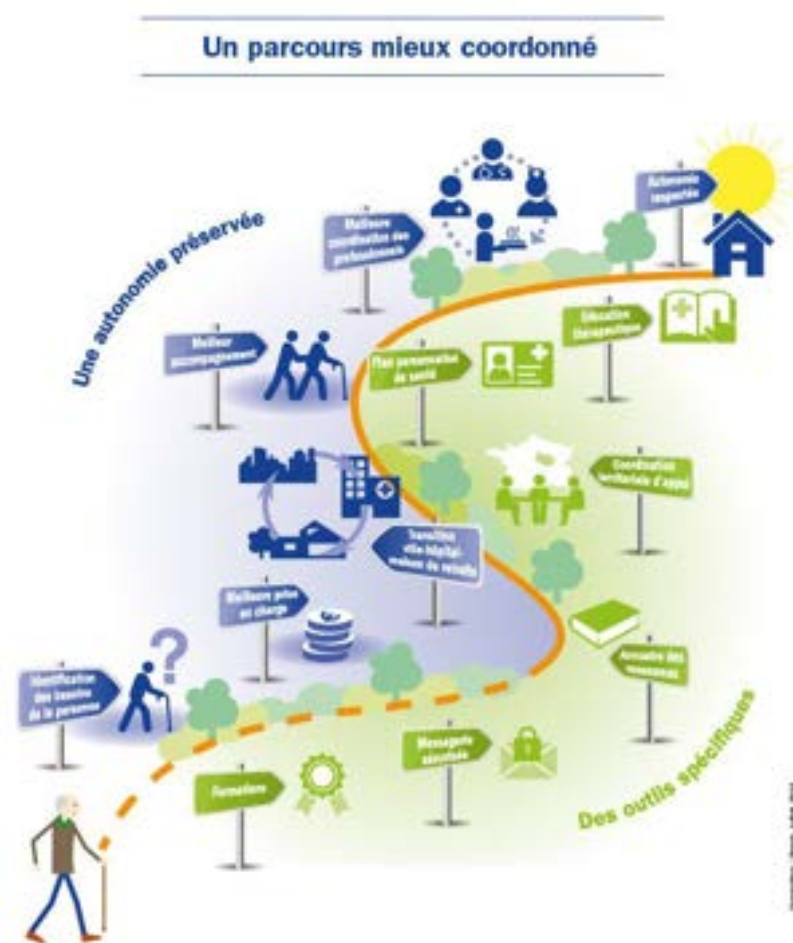 Un parcours mieux coordonné
Une autonomie préservée
Autonomie
respectée
Meilleure
coordination des
professionnels
Education
thérapeutique
Meilleur
accompagnement
Plan personnalisé
de santé
Coordination
territoriale d'appui
Transition
ville-hôpital-
maison de retraite
Meilleure prise
en charge
Annuaire des
ressources
Identification
des besoins
de la personne
Messagerie
sécurisée
Formations
Des outils spécifiques